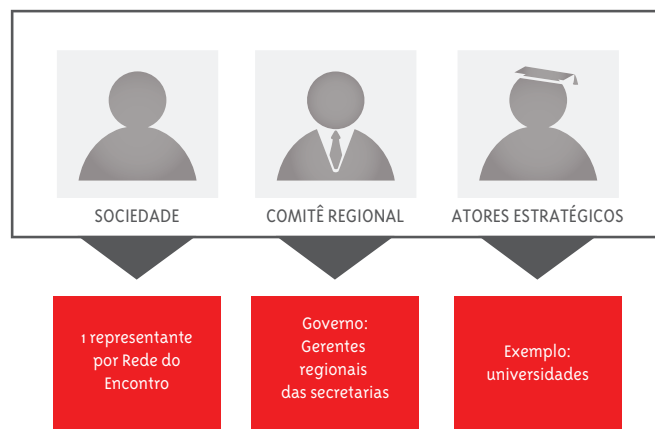 SOCIEDADE
COMITÊ REGIONAL
ATORES ESTRATÉGICOS
1 representante
por Rede do
Encontro
Governo:
Gerentes
regionais
das secretarias
Exemplo:
universidades